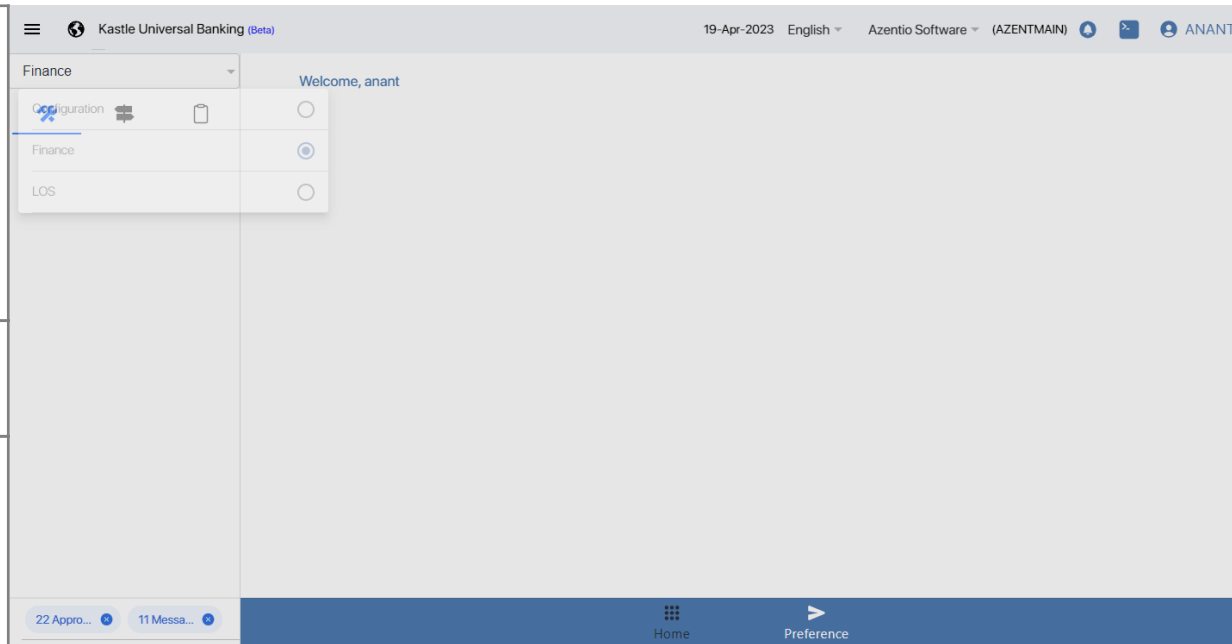 Kastle Universal Banking (Beta) 19-Apr-2023 English Azentio Software (AZENTMAIN) ANANT
Finance
Welcome, anant
Configuration
Finance
LOS
22 Appro... 11 Messa...
Home Preference